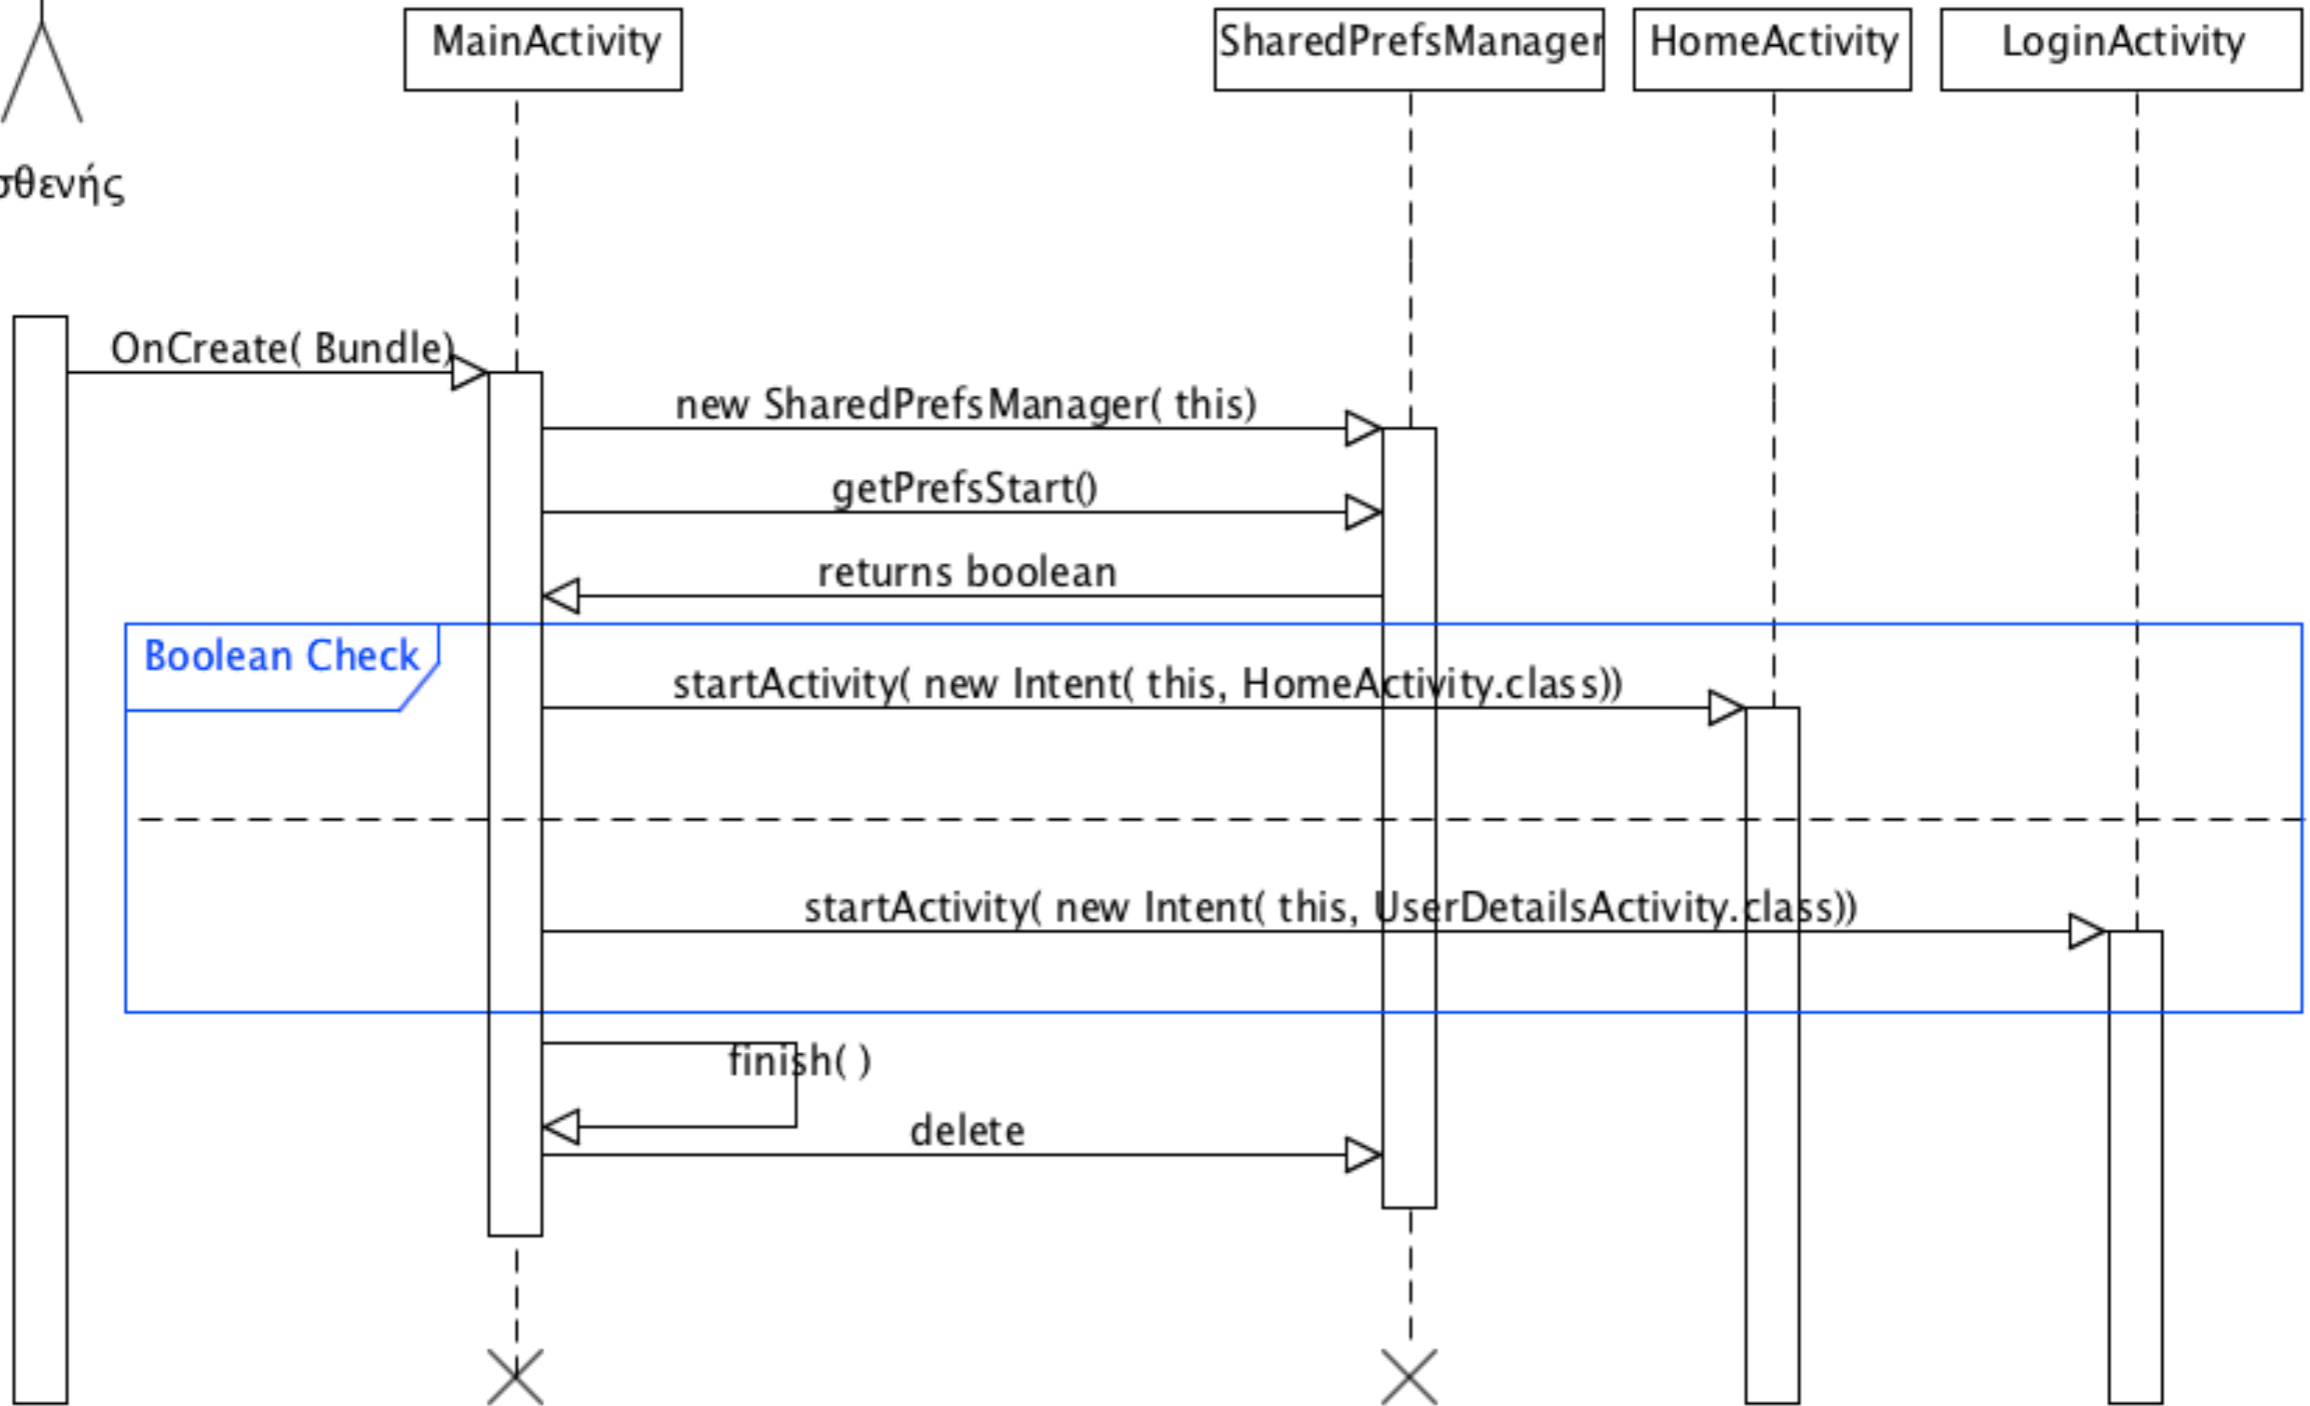 MainActivity
SharedPrefsManager
HomeActivity
LoginActivity
σθενής
OnCreate( Bundle)
new SharedPrefsManager( this)
getPrefsStart()
returns boolean
Boolean Check
startActivity( new Intent( this, HomeActivity.class))
startActivity( new Intent( this, UserDetailsActivity.class))
finish( )
delete